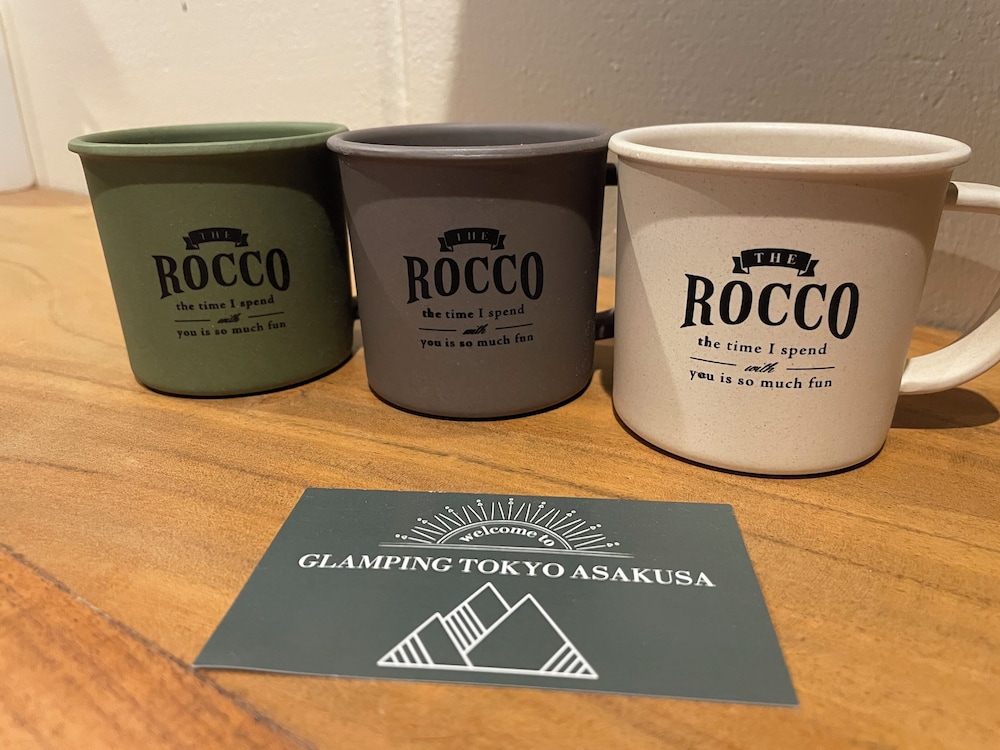 THE
ROCCO
the time I spend
with
you is so much fun
THE
ROCCO
the time I spend
with
you is so much fun
THE
ROCCO
the time I spend
with
you is so much fun
welcome to
GLAMPING TOKYO ASAKUSA